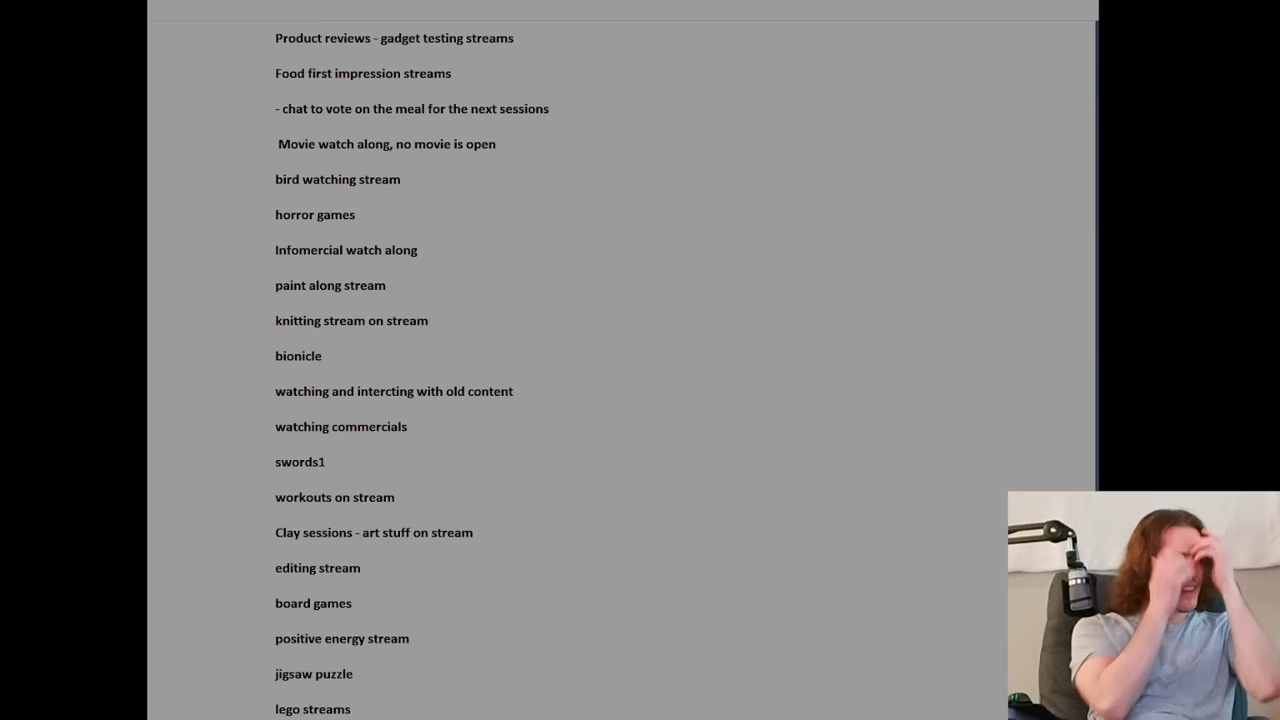 Product reviews - gadget testing streams
Food first impression streams
- chat to vote on the meal for the next sessions
Movie watch along, no movie is open
bird watching stream
horror games
Infomercial watch along
paint along stream
knitting stream on stream
bionicle
watching and intercting with old content
watching commercials
swords1
workouts on stream
Clay sessions - art stuff on stream
editing stream
board games
positive energy stream
jigsaw puzzle
lego streams